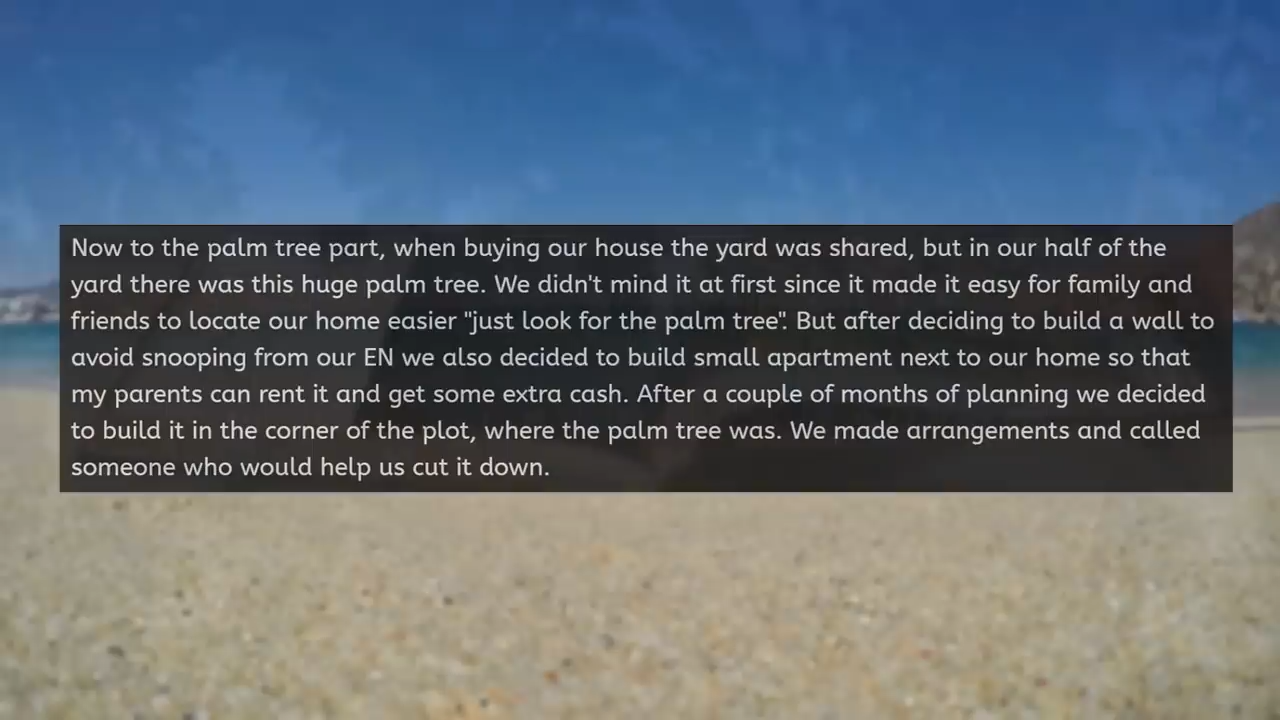 Now to the palm tree part, when buying our house the yard was shared, but in our half of the
yard there was this huge palm tree. We didn't mind it at first since it made it easy for family and
friends to locate our home easier "just look for the palm tree". But after deciding to build a wall to
avoid snooping from our EN we also decided to build small apartment next to our home so that
my parents can rent it and get some extra cash. After a couple of months of planning we decided
to build it in the corner of the plot, where the palm tree was. We made arrangements and called
someone who would help us cut it down.